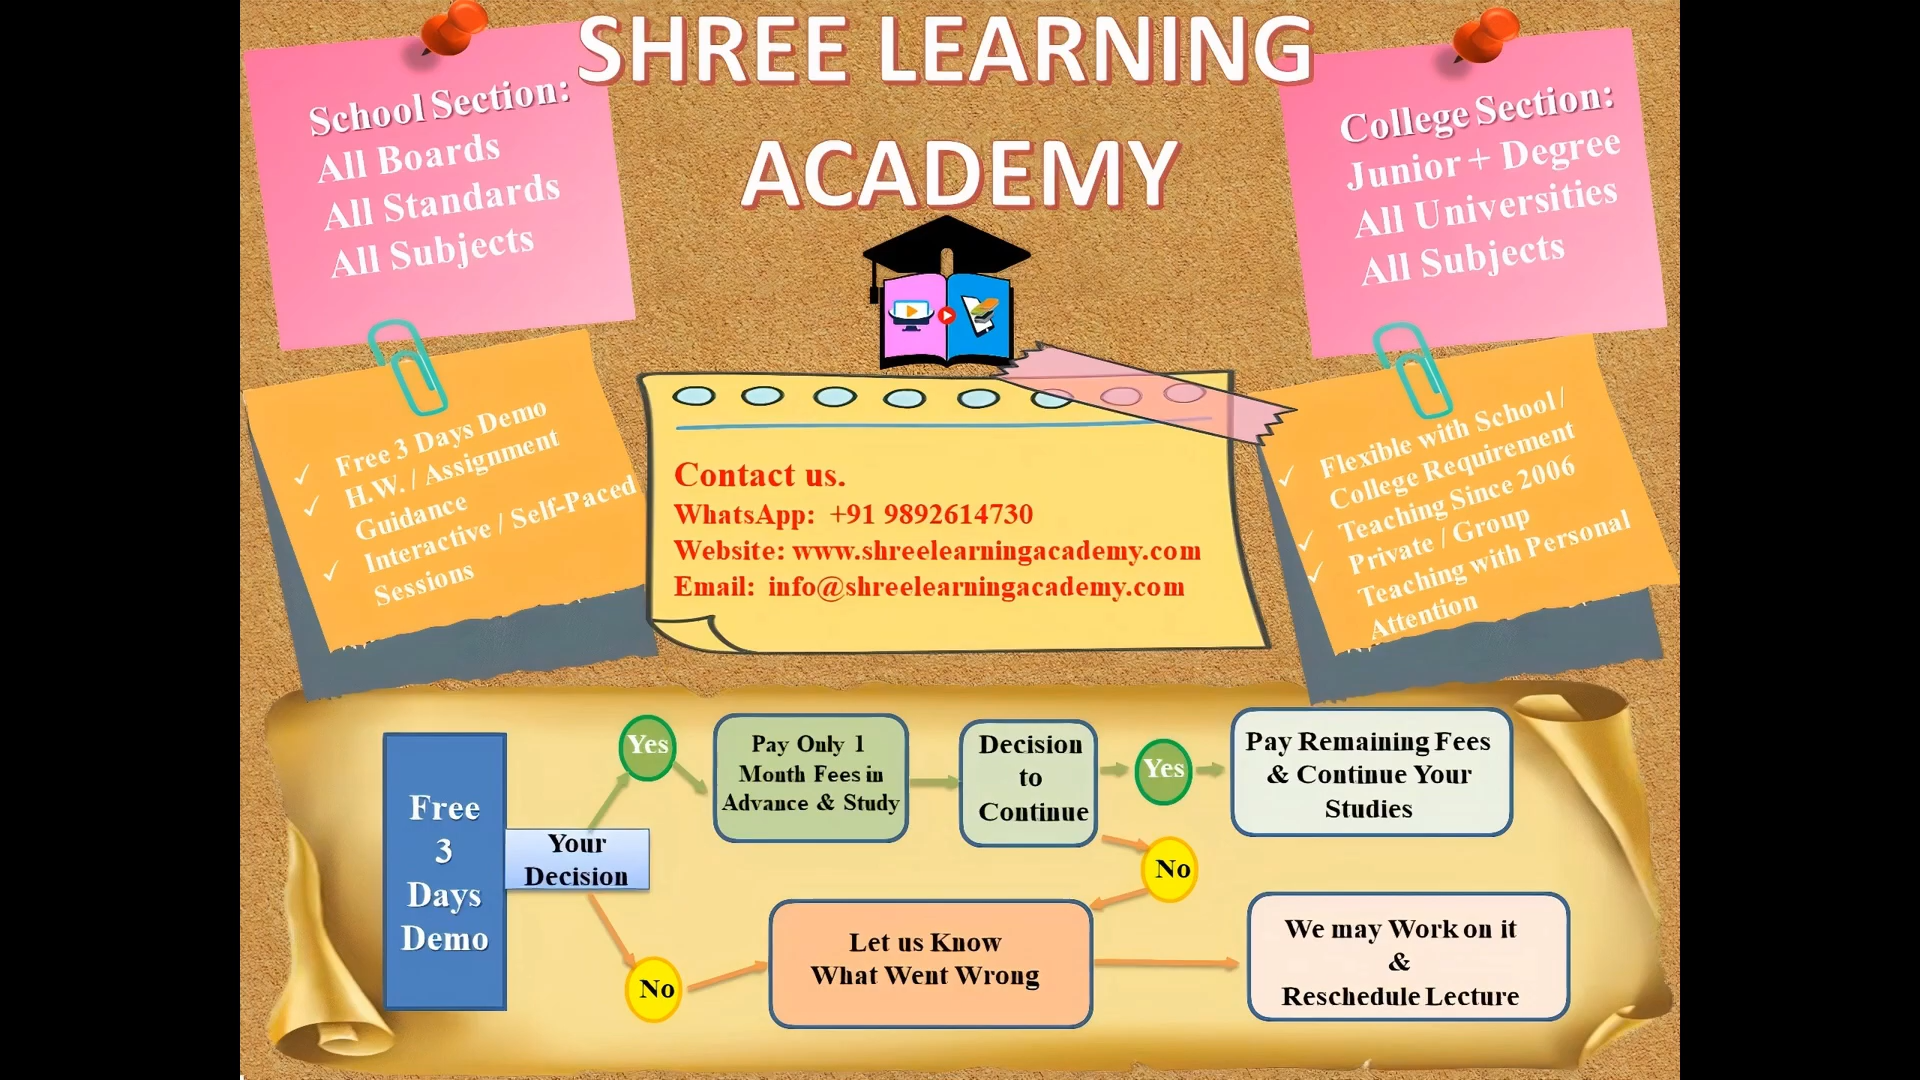 SHREE LEARNING
ACADEMY
School Section:
All Boards
All Standards
All Subjects
College Section:
Junior + Degree
All Universities
All Subjects
✓ Free 3 Days Demo
✓ H.W. / Assignment
Guidance
✓ Interactive / Self-Paced
Sessions
Contact us.
WhatsApp: +91 9892614730
Website: www.shreelearningacademy.com
Email: info@shreelearningacademy.com
✓ Flexible with School /
College Requirement
✓ Teaching Since 2006
✓ Private / Group
Teaching with Personal
Attention
Free
3
Days
Demo
Your
Decision
Yes
Pay Only 1
Month Fees in
Advance & Study
Decision
to
Continue
Yes
Pay Remaining Fees
& Continue Your
Studies
No
No
Let us Know
What Went Wrong
We may Work on it
&
Reschedule Lecture